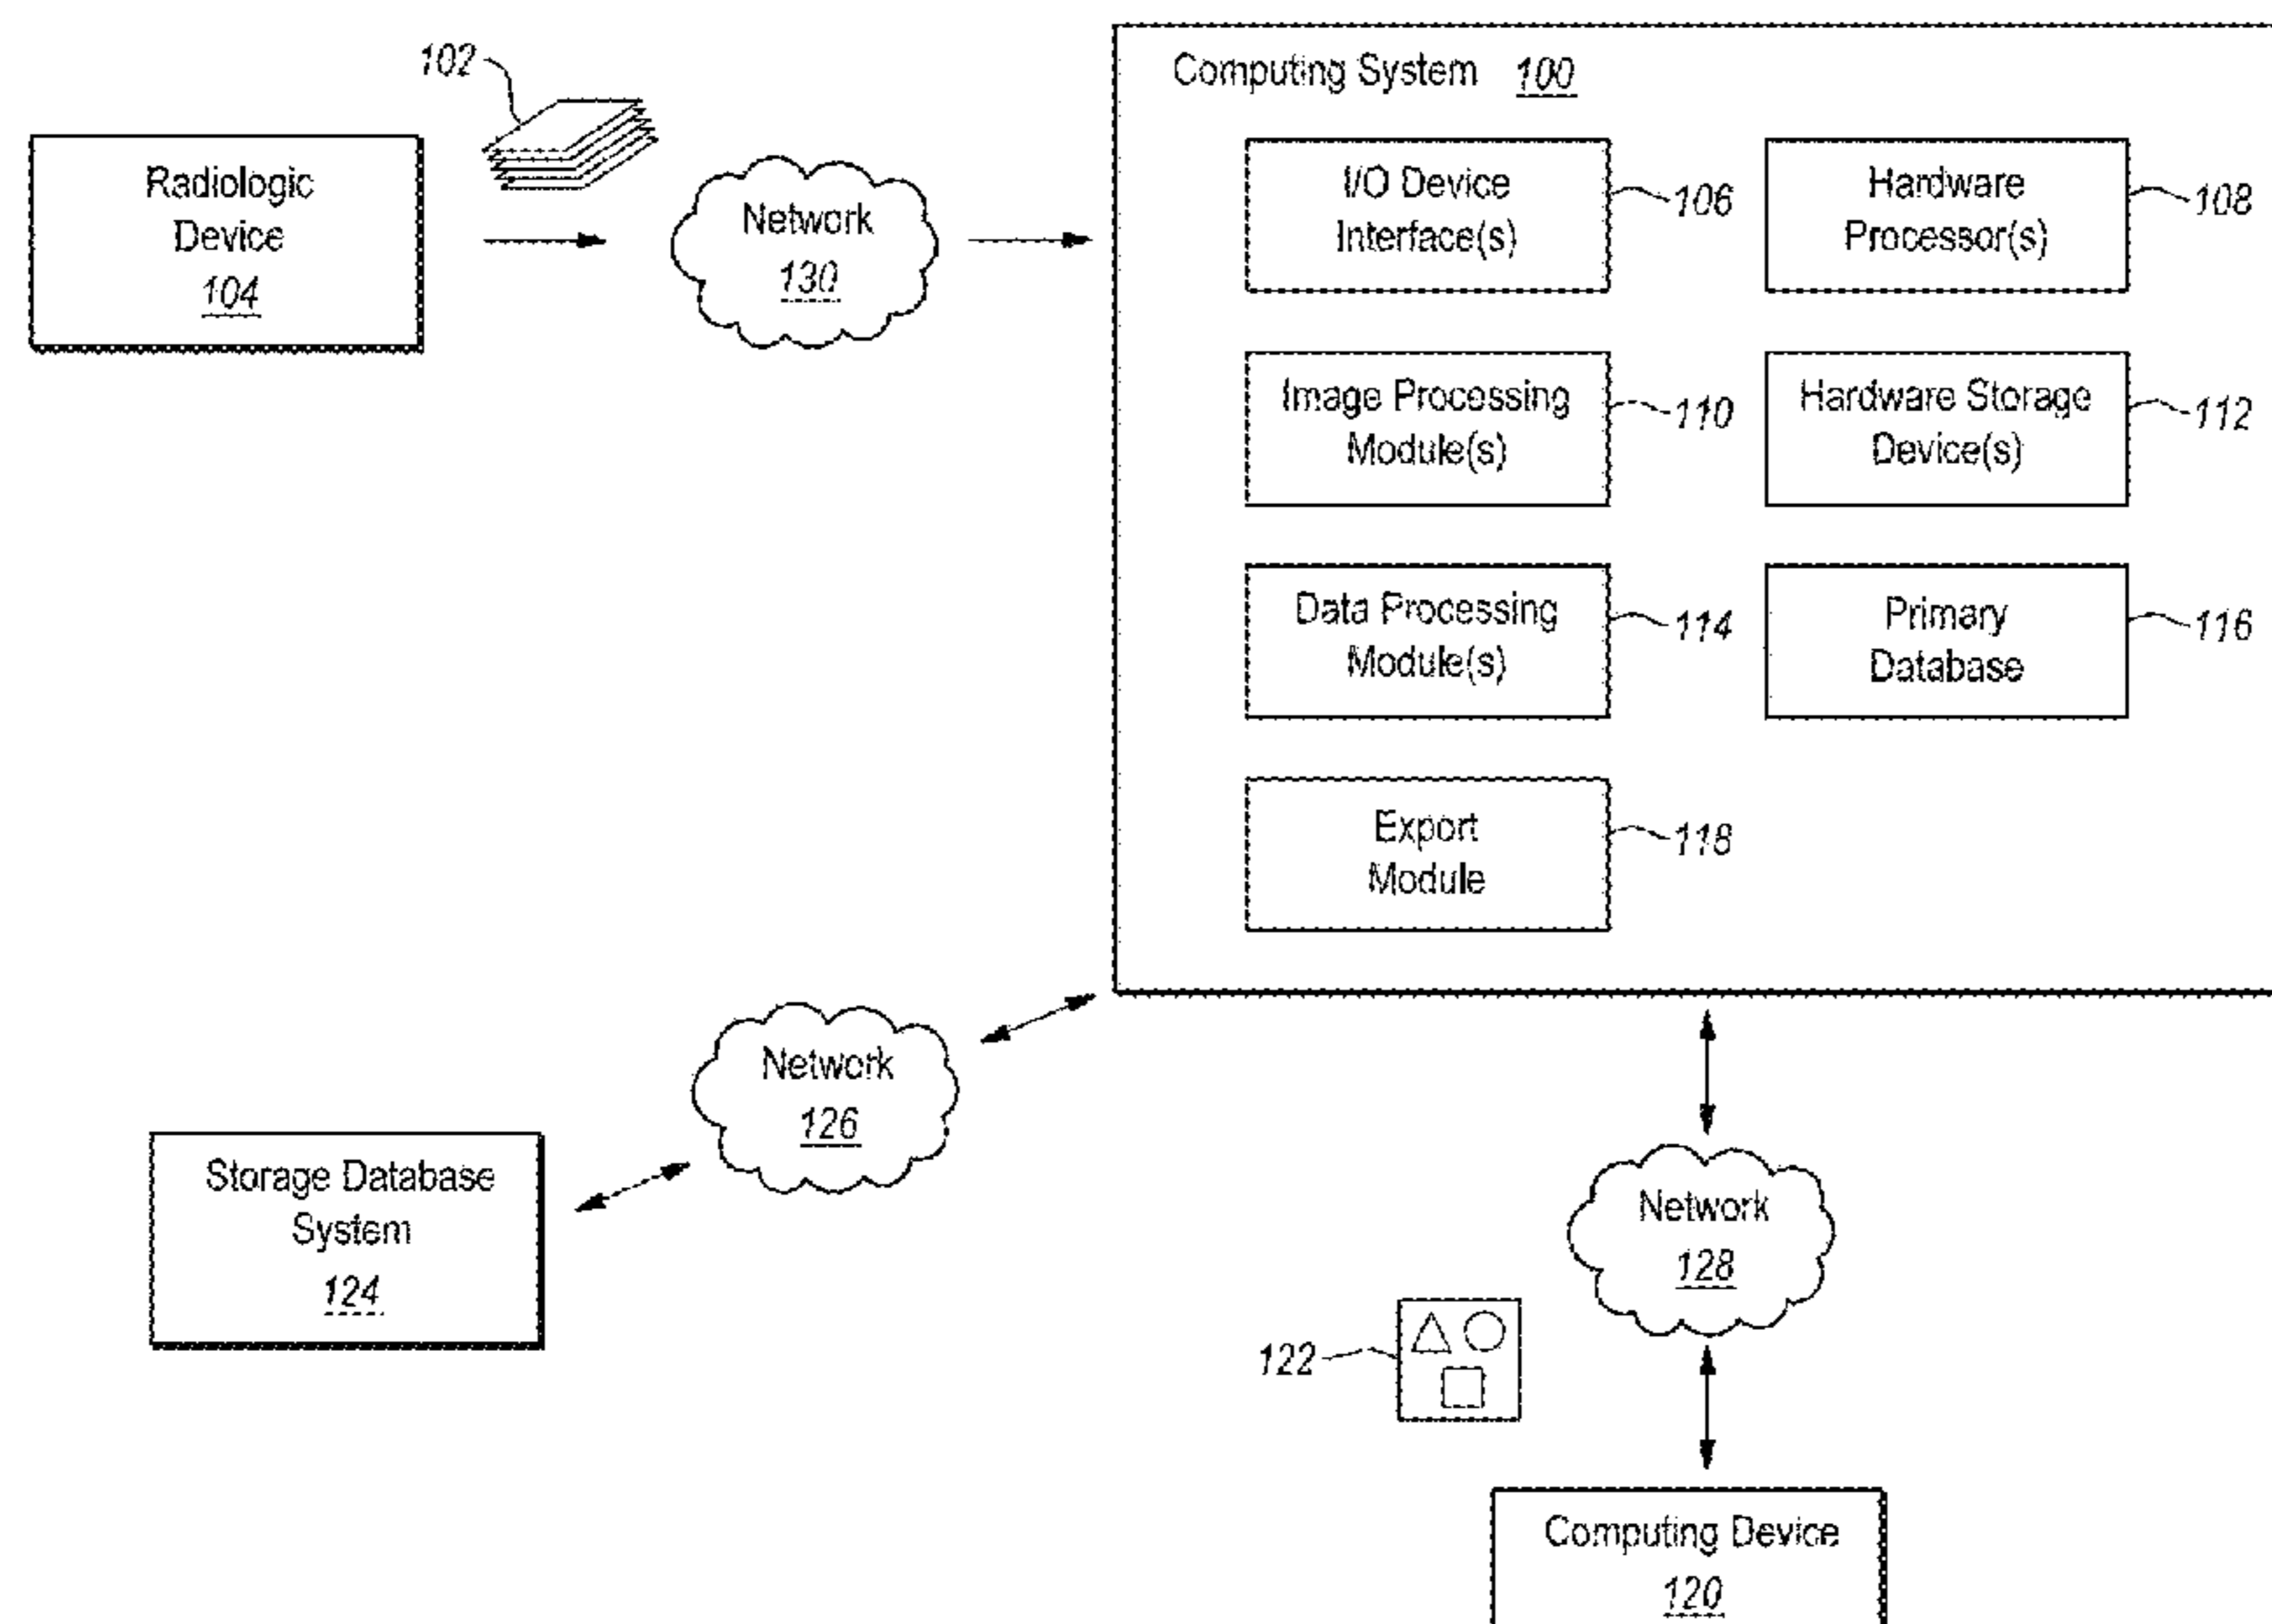 102
Radiologic
Device
104
Network
130
Computing System 100
I/O Device
Interface(s)
106
Hardware
Processor(s)
108
Image Processing
Module(s)
110
Hardware Storage
Device(s)
112
Data Processing
Module(s)
114
Primary
Database
116
Export
Module
118
Network
126
Storage Database
System
124
Network
128
122
Computing Device
120